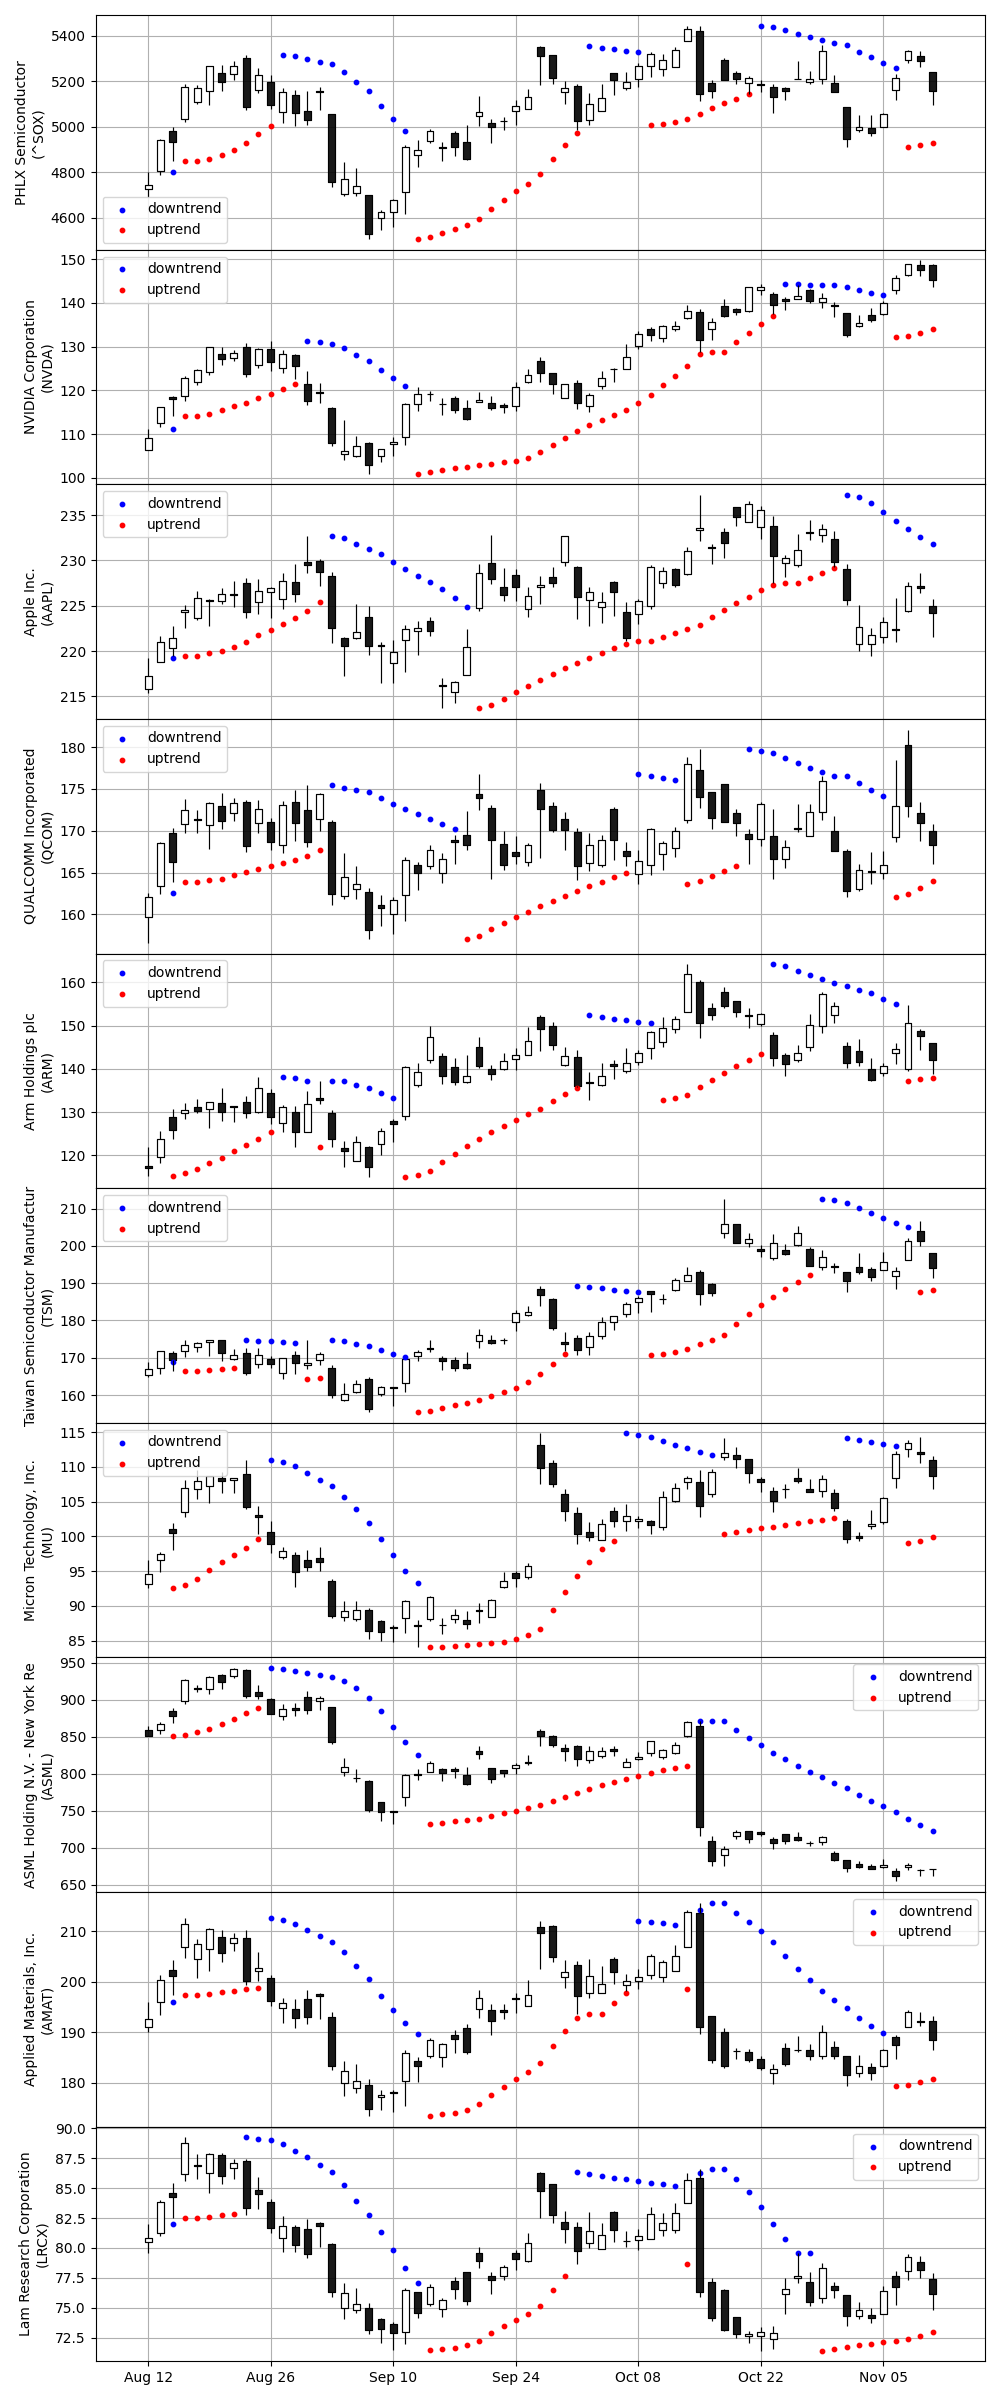 PHLX Semiconductor
(^SOX)
5400
5200
5000
4800
4600
downtrend
uptrend
NVIDIA Corporation
(NVDA)
150
140
130
120
110
100
downtrend
uptrend
Apple Inc.
(AAPL)
235
230
225
220
215
downtrend
uptrend
QUALCOMM Incorporated
(QCOM)
180
175
170
165
160
downtrend
uptrend
Arm Holdings plc
(ARM)
160
150
140
130
120
downtrend
uptrend
Taiwan Semiconductor Manufactur
(TSM)
210
200
190
180
170
160
downtrend
uptrend
Micron Technology, Inc.
(MU)
115
110
105
100
95
90
85
downtrend
uptrend
ASML Holding N.V. - New York Re
(ASML)
950
900
850
800
750
700
650
downtrend
uptrend
Applied Materials, Inc.
(AMAT)
210
200
190
180
downtrend
uptrend
Lam Research Corporation
(LRCX)
90.0
87.5
85.0
82.5
80.0
77.5
75.0
72.5
downtrend
uptrend
Aug 12 Aug 26 Sep 10 Sep 24 Oct 08 Oct 22 Nov 05